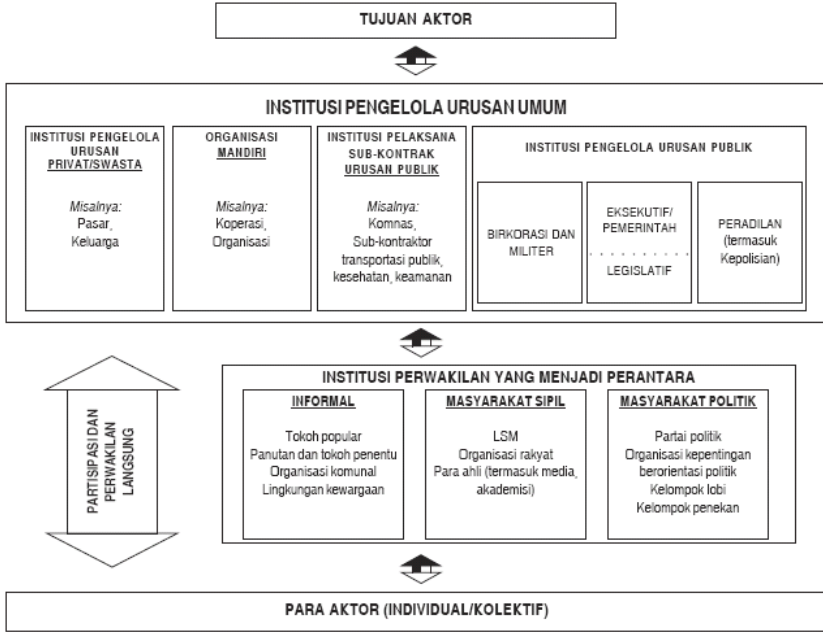 TUJUAN AKTOR
INSTITUSI PENGELOLA URUSAN UMUM
INSTITUSI PENGELOLA
URUSAN
PRIVAT/SWASTA
Misalnya:
Pasar,
Keluarga
ORGANISASI
MANDIRI
Misalnya:
Koperasi,
Organisasi
INSTITUSI PELAKSANA
SUB-KONTRAK
URUSAN PUBLIK
Misalnya:
Komnas,
Sub-kontraktor
transportasi publik,
kesehatan, keamanan
INSTITUSI PENGELOLA URUSAN PUBLIK
BIRKORASI DAN
MILITER
EKSEKUTIF/
PEMERINTAH
. . . . . . . . . .
LEGISLATIF
PERADILAN
(termasuk
Kepolisian)
PARTISIPASI DAN
PERWAKILAN
LANGSUNG
INSTITUSI PERWAKILAN YANG MENJADI PERANTARA
INFORMAL
Tokoh popular
Panutan dan tokoh penentu
Organisasi komunal
Lingkungan kewargaan
MASYARAKAT SIPIL
LSM
Organisasi rakyat
Para ahli (termasuk media,
akademisi)
MASYARAKAT POLITIK
Partai politik
Organisasi kepentingan
berorientasi politik
Kelompok lobi
Kelompok penekan
PARA AKTOR (INDIVIDUAL/KOLEKTIF)